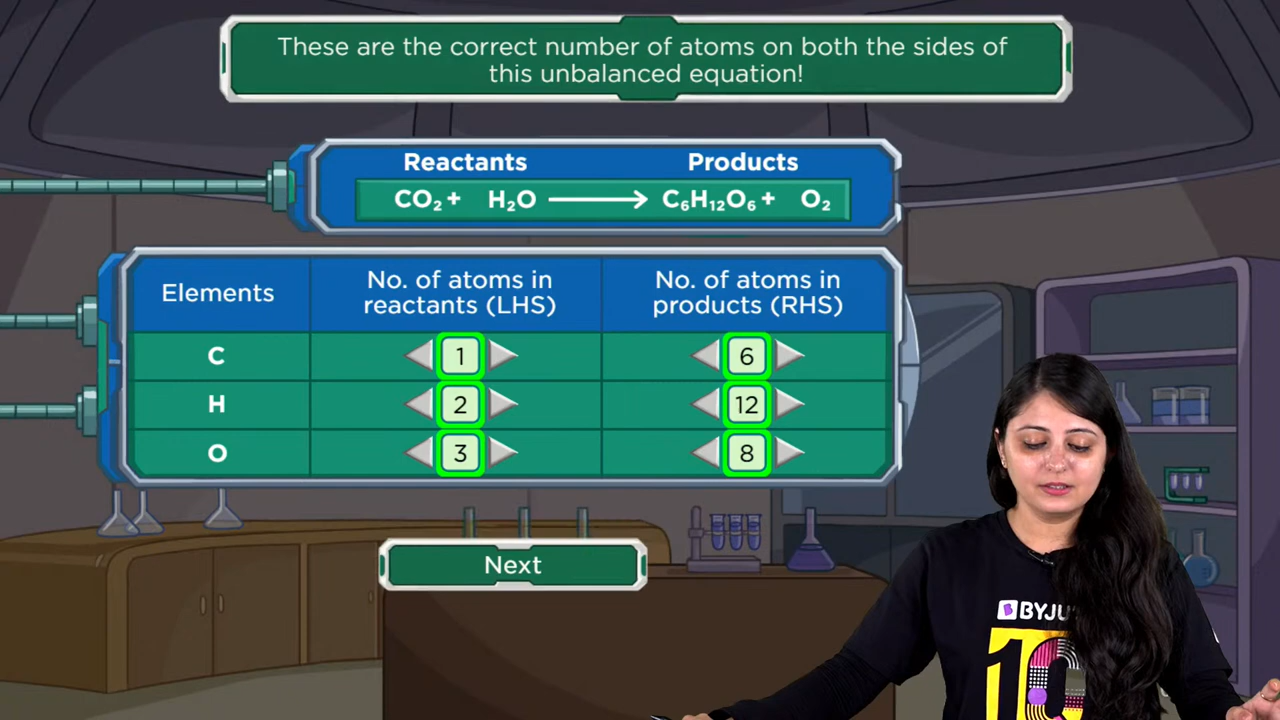 These are the correct number of atoms on both the sides of
this unbalanced equation!
Reactants Products
CO₂ + H₂O ⟶ C₆H₁₂O₆ + O₂
Elements No. of atoms in reactants (LHS) No. of atoms in products (RHS)
C 1 6
H 2 12
O 3 8
Next
BYJU
10